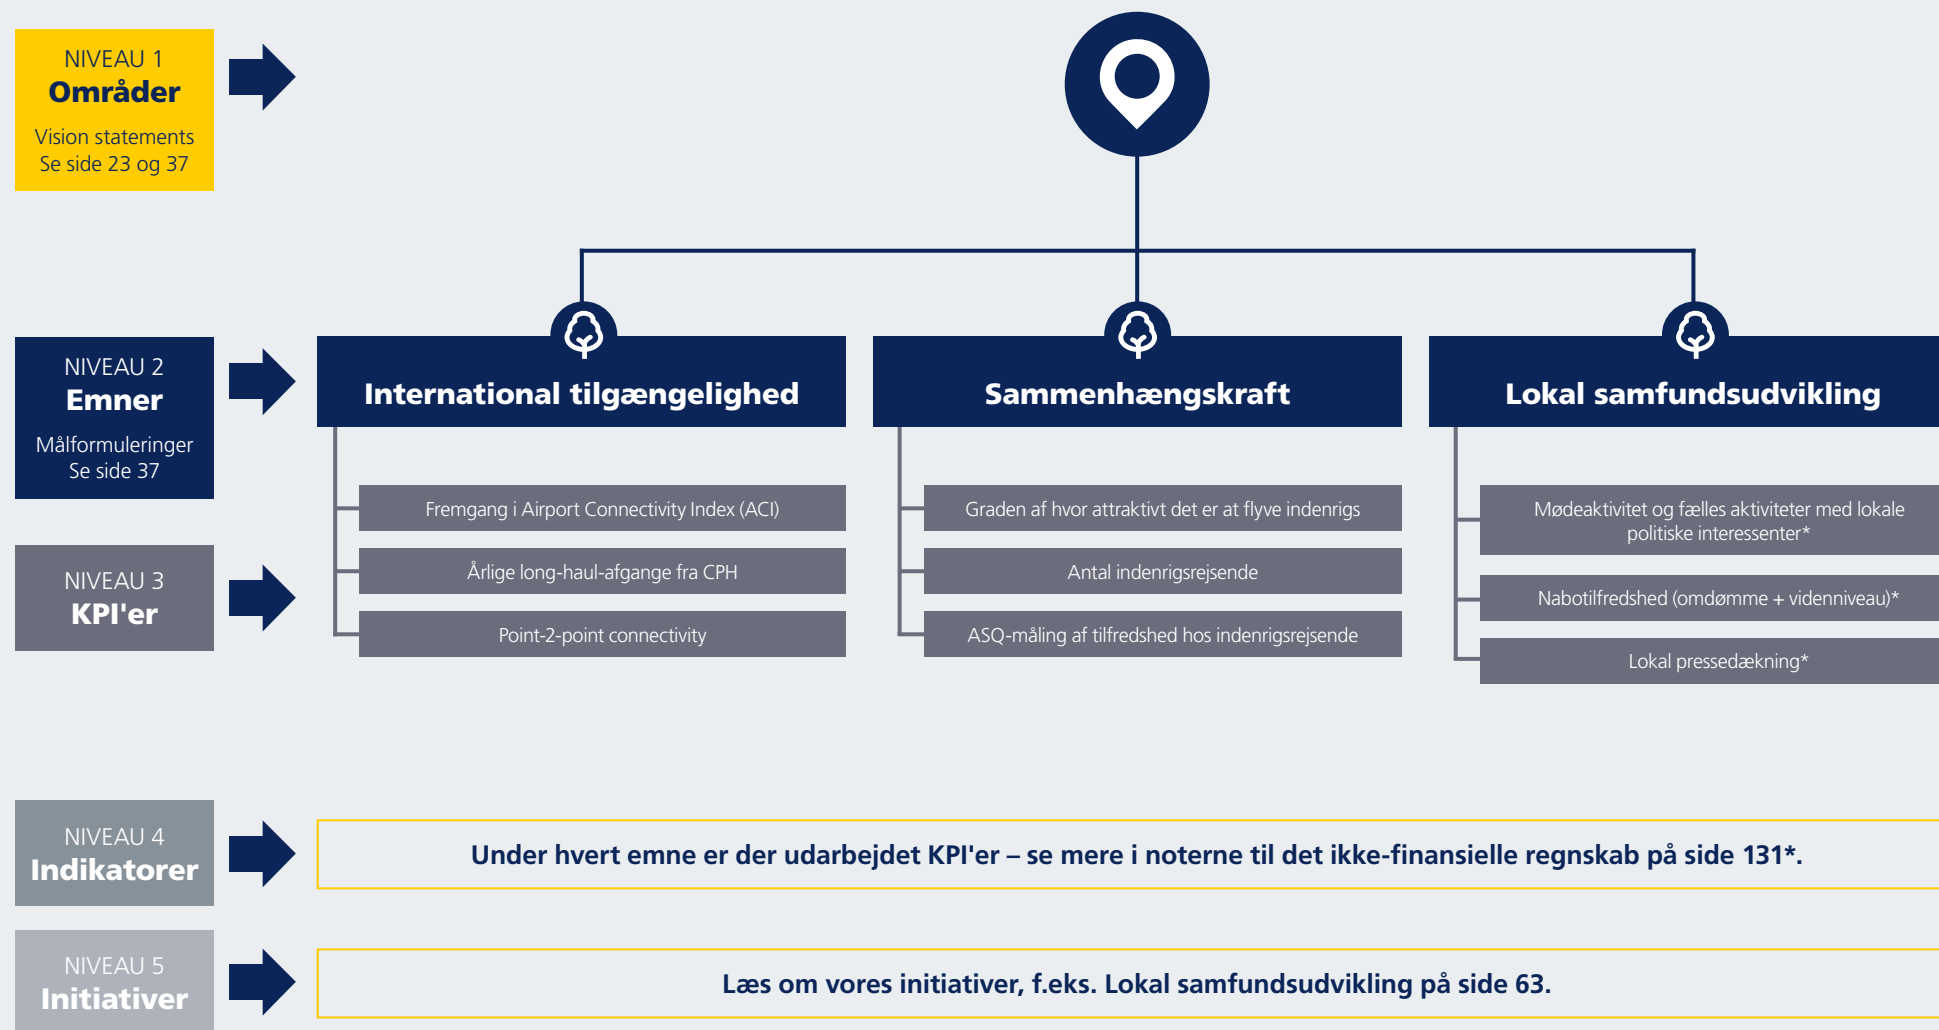 NIVEAU 1
Områder
Vision statements
Se side 23 og 37
NIVEAU 2
Emner
Målformuleringer
Se side 37
International tilgængelighed
Sammenhængskraft
Lokal samfundsudvikling
NIVEAU 3
KPI'er
Fremgang i Airport Connectivity Index (ACI)
Årlige long-haul-afgange fra CPH
Point-2-point connectivity
Graden af hvor attraktivt det er at flyve indenrigs
Antal indenrigsrejsende
ASQ-måling af tilfredshed hos indenrigsrejsende
Mødeaktivitet og fælles aktiviteter med lokale
politiske interessenter*
Nabotilfredshed (omdømme + videnniveau)*
Lokal pressedækning*
NIVEAU 4
Indikatorer
Under hvert emne er der udarbejdet KPI'er – se mere i noterne til det ikke-finansielle regnskab på side 131*.
NIVEAU 5
Initiativer
Læs om vores initiativer, f.eks. Lokal samfundsudvikling på side 63.